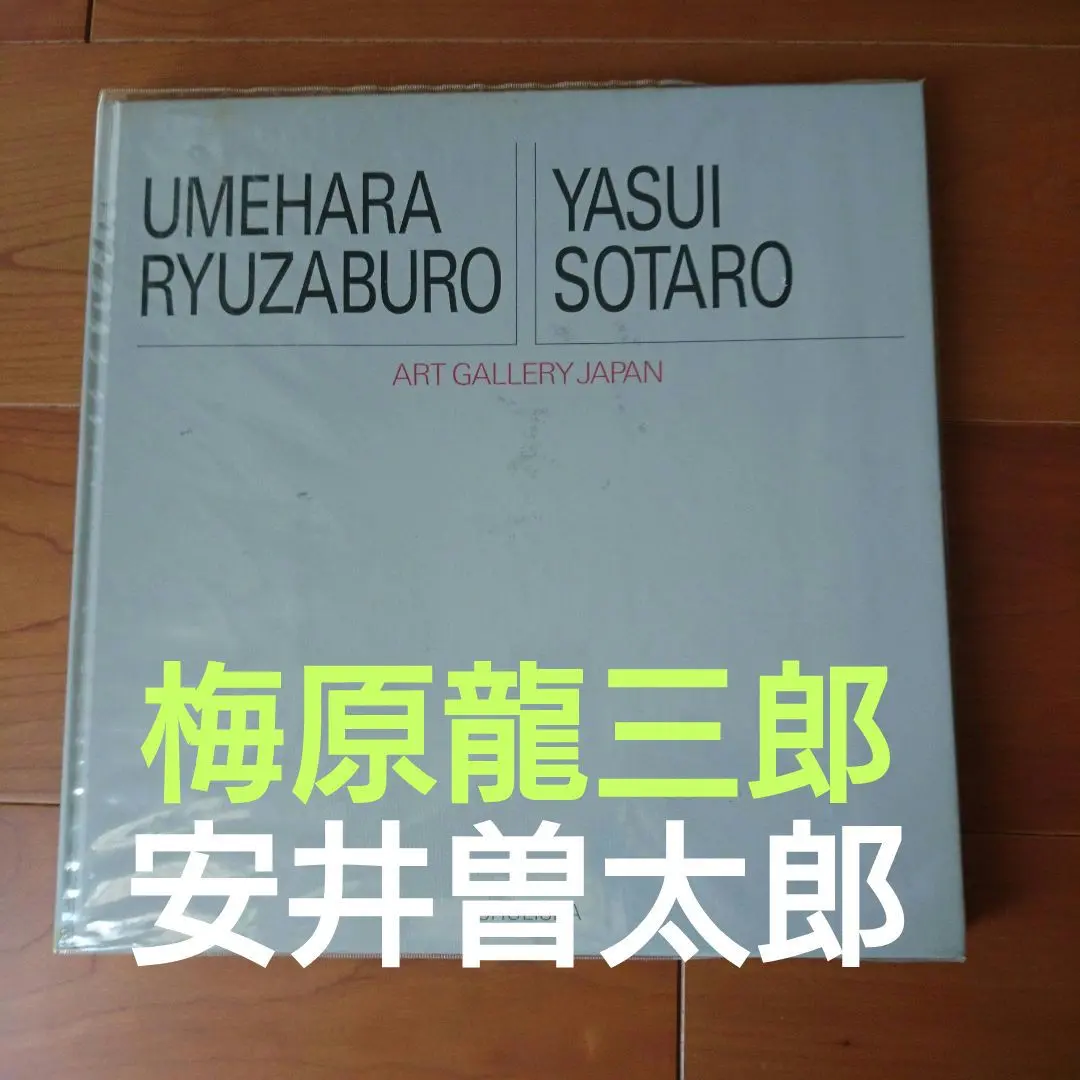 UMEHARA
RYUZABURO
YASUI
SOTARO
ART GALLERY JAPAN
梅原龍三郎
安井曽太郎